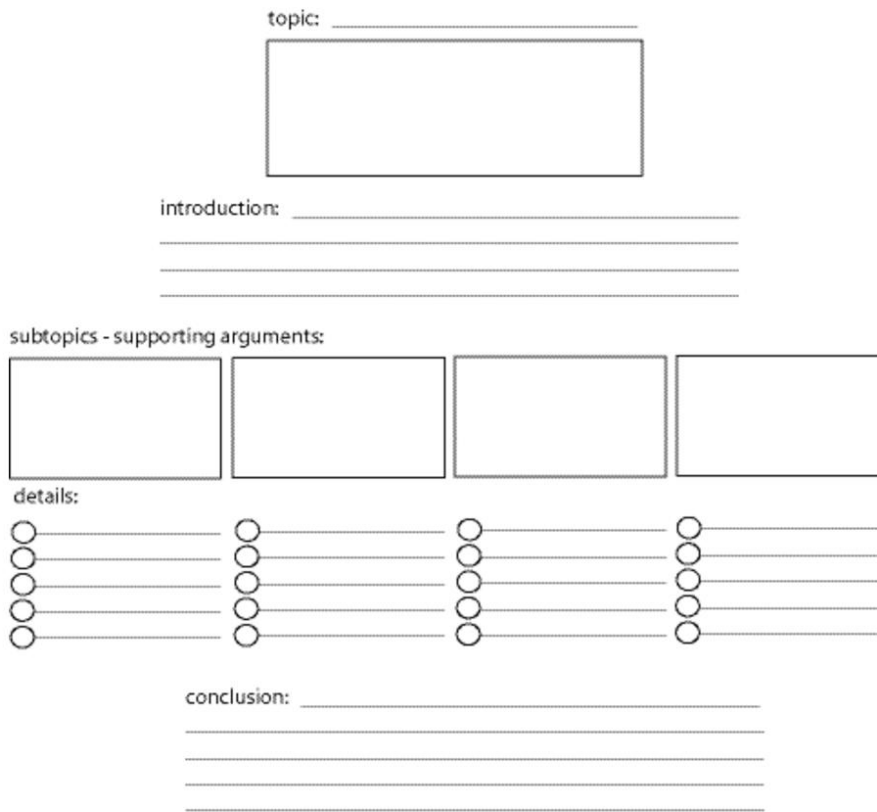 topic:
introduction:
subtopics - supporting arguments:
details:
conclusion: